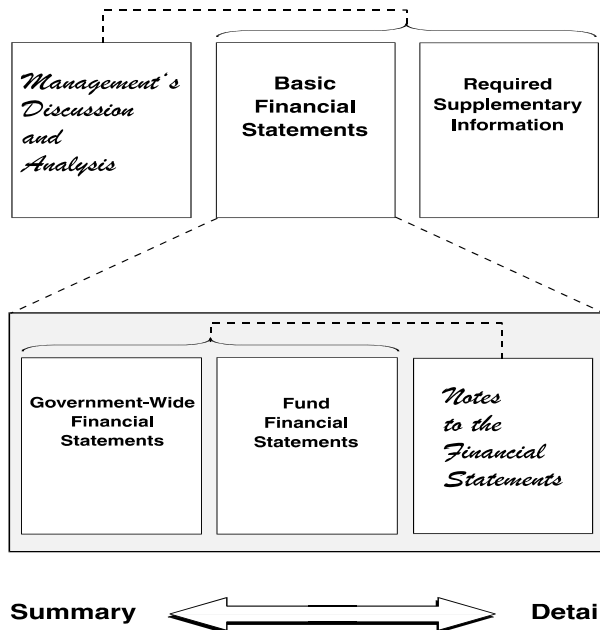 Management's
Discussion
and
Analysis
Basic
Financial
Statements
Required
Supplementary
Information
Government-Wide
Financial
Statements
Fund
Financial
Statements
Notes
to the
Financial
Statements
Summary
Detai